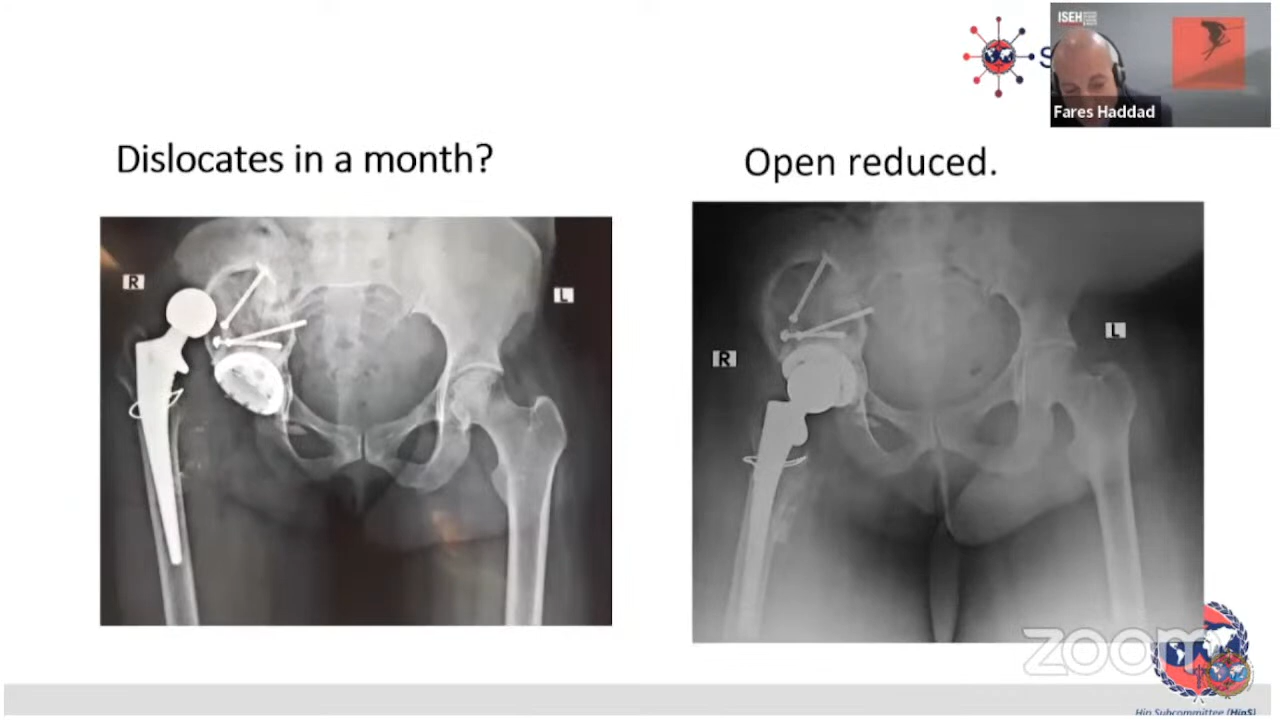 ISEH
S
Fares Haddad
Dislocates in a month?
Open reduced.
R
L
R
L
zoom
Hip Subcommittee (HipS)